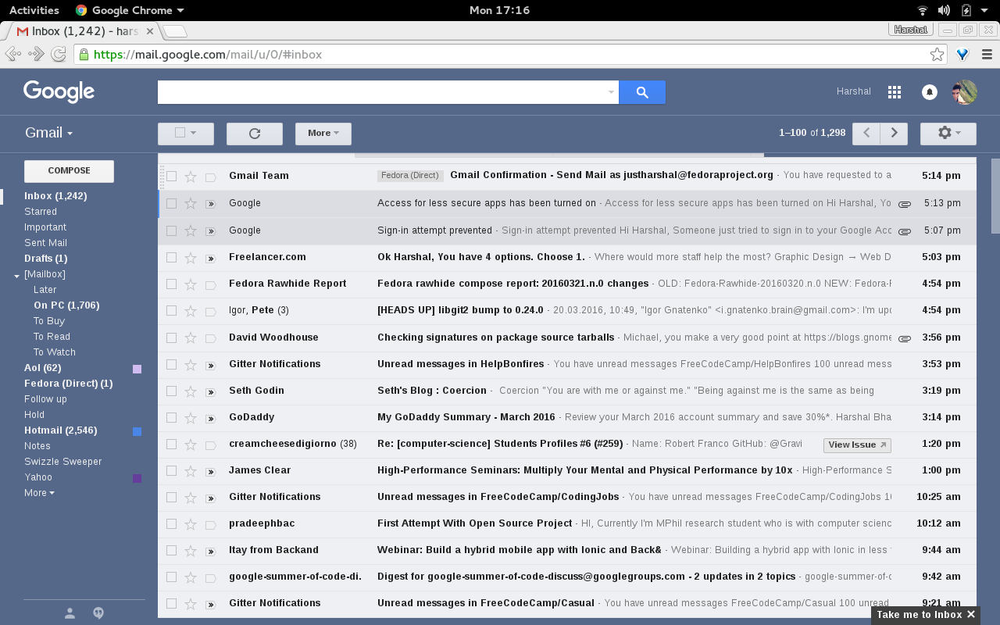 Activities Google Chrome Mon 17:16
Inbox (1,242) - hars Harshal
https://mail.google.com/mail/u/0/#inbox
Google Harshal
Gmail More 1–100 of 1,298
COMPOSE
Inbox (1,242)
Starred
Important
Sent Mail
Drafts (1)
[Mailbox]
Later
On PC (1,706)
To Buy
To Read
To Watch
Aol (62)
Fedora (Direct) (1)
Follow up
Hold
Hotmail (2,546)
Notes
Swizzle Sweeper
Yahoo
More
Gmail Team Fedora (Direct) Gmail Confirmation - Send Mail as justharshal@fedoraproject.org - You have requested to a 5:14 pm
Google Access for less secure apps has been turned on - Access for less secure apps has been turned on Hi Harshal, Yo 5:13 pm
Google Sign-in attempt prevented - Sign-in attempt prevented Hi Harshal, Someone just tried to sign in to your Google Acc 5:07 pm
Freelancer.com Ok Harshal, You have 4 options. Choose 1. - Where would more staff help the most? Graphic Design → Web D 5:03 pm
Fedora Rawhide Report Fedora rawhide compose report: 20160321.n.0 changes - OLD: Fedora-Rawhide-20160320.n.0 NEW: Fedora-F 4:54 pm
Igor, Pete (3) [HEADS UP] libgit2 bump to 0.24.0 - 20.03.2016, 10:49, "Igor Gnatenko" <i.gnatenko.brain@gmail.com>: I'm upd 4:54 pm
David Woodhouse Checking signatures on package source tarballs - Michael, you make a very good point at https://blogs.gnome 3:56 pm
Gitter Notifications Unread messages in HelpBonfires - You have unread messages FreeCodeCamp/HelpBonfires 100 unread mess 3:53 pm
Seth Godin Seth's Blog : Coercion - Coercion "You are with me or against me." "Being against me is the same as being 3:19 pm
GoDaddy My GoDaddy Summary - March 2016 - Review your March 2016 account summary and save 30%*. Harshal Bha 3:14 pm
creamcheesedigiorno (38) Re: [computer-science] Students Profiles #6 (#259) - Name: Robert Franco GitHub: @Gravi View Issue 1:20 pm
James Clear High-Performance Seminars: Multiply Your Mental and Physical Performance by 10x - High-Performance S 1:00 pm
Gitter Notifications Unread messages in FreeCodeCamp/CodingJobs - You have unread messages FreeCodeCamp/CodingJobs 10 10:25 am
pradeephbac First Attempt With Open Source Project - HI, Currently I'm MPhil research student who is with computer scienc 10:12 am
Itay from Backand Webinar: Build a hybrid mobile app with Ionic and Back& - Webinar: Building a hybrid app with Ionic in less 9:44 am
google-summer-of-code-di. Digest for google-summer-of-code-discuss@googlegroups.com - 2 updates in 2 topics - google-summer-of-c 9:42 am
Gitter Notifications Unread messages in FreeCodeCamp/Casual - You have unread messages FreeCodeCamp/Casual 100 unread 9:21 am
Take me to Inbox ✕